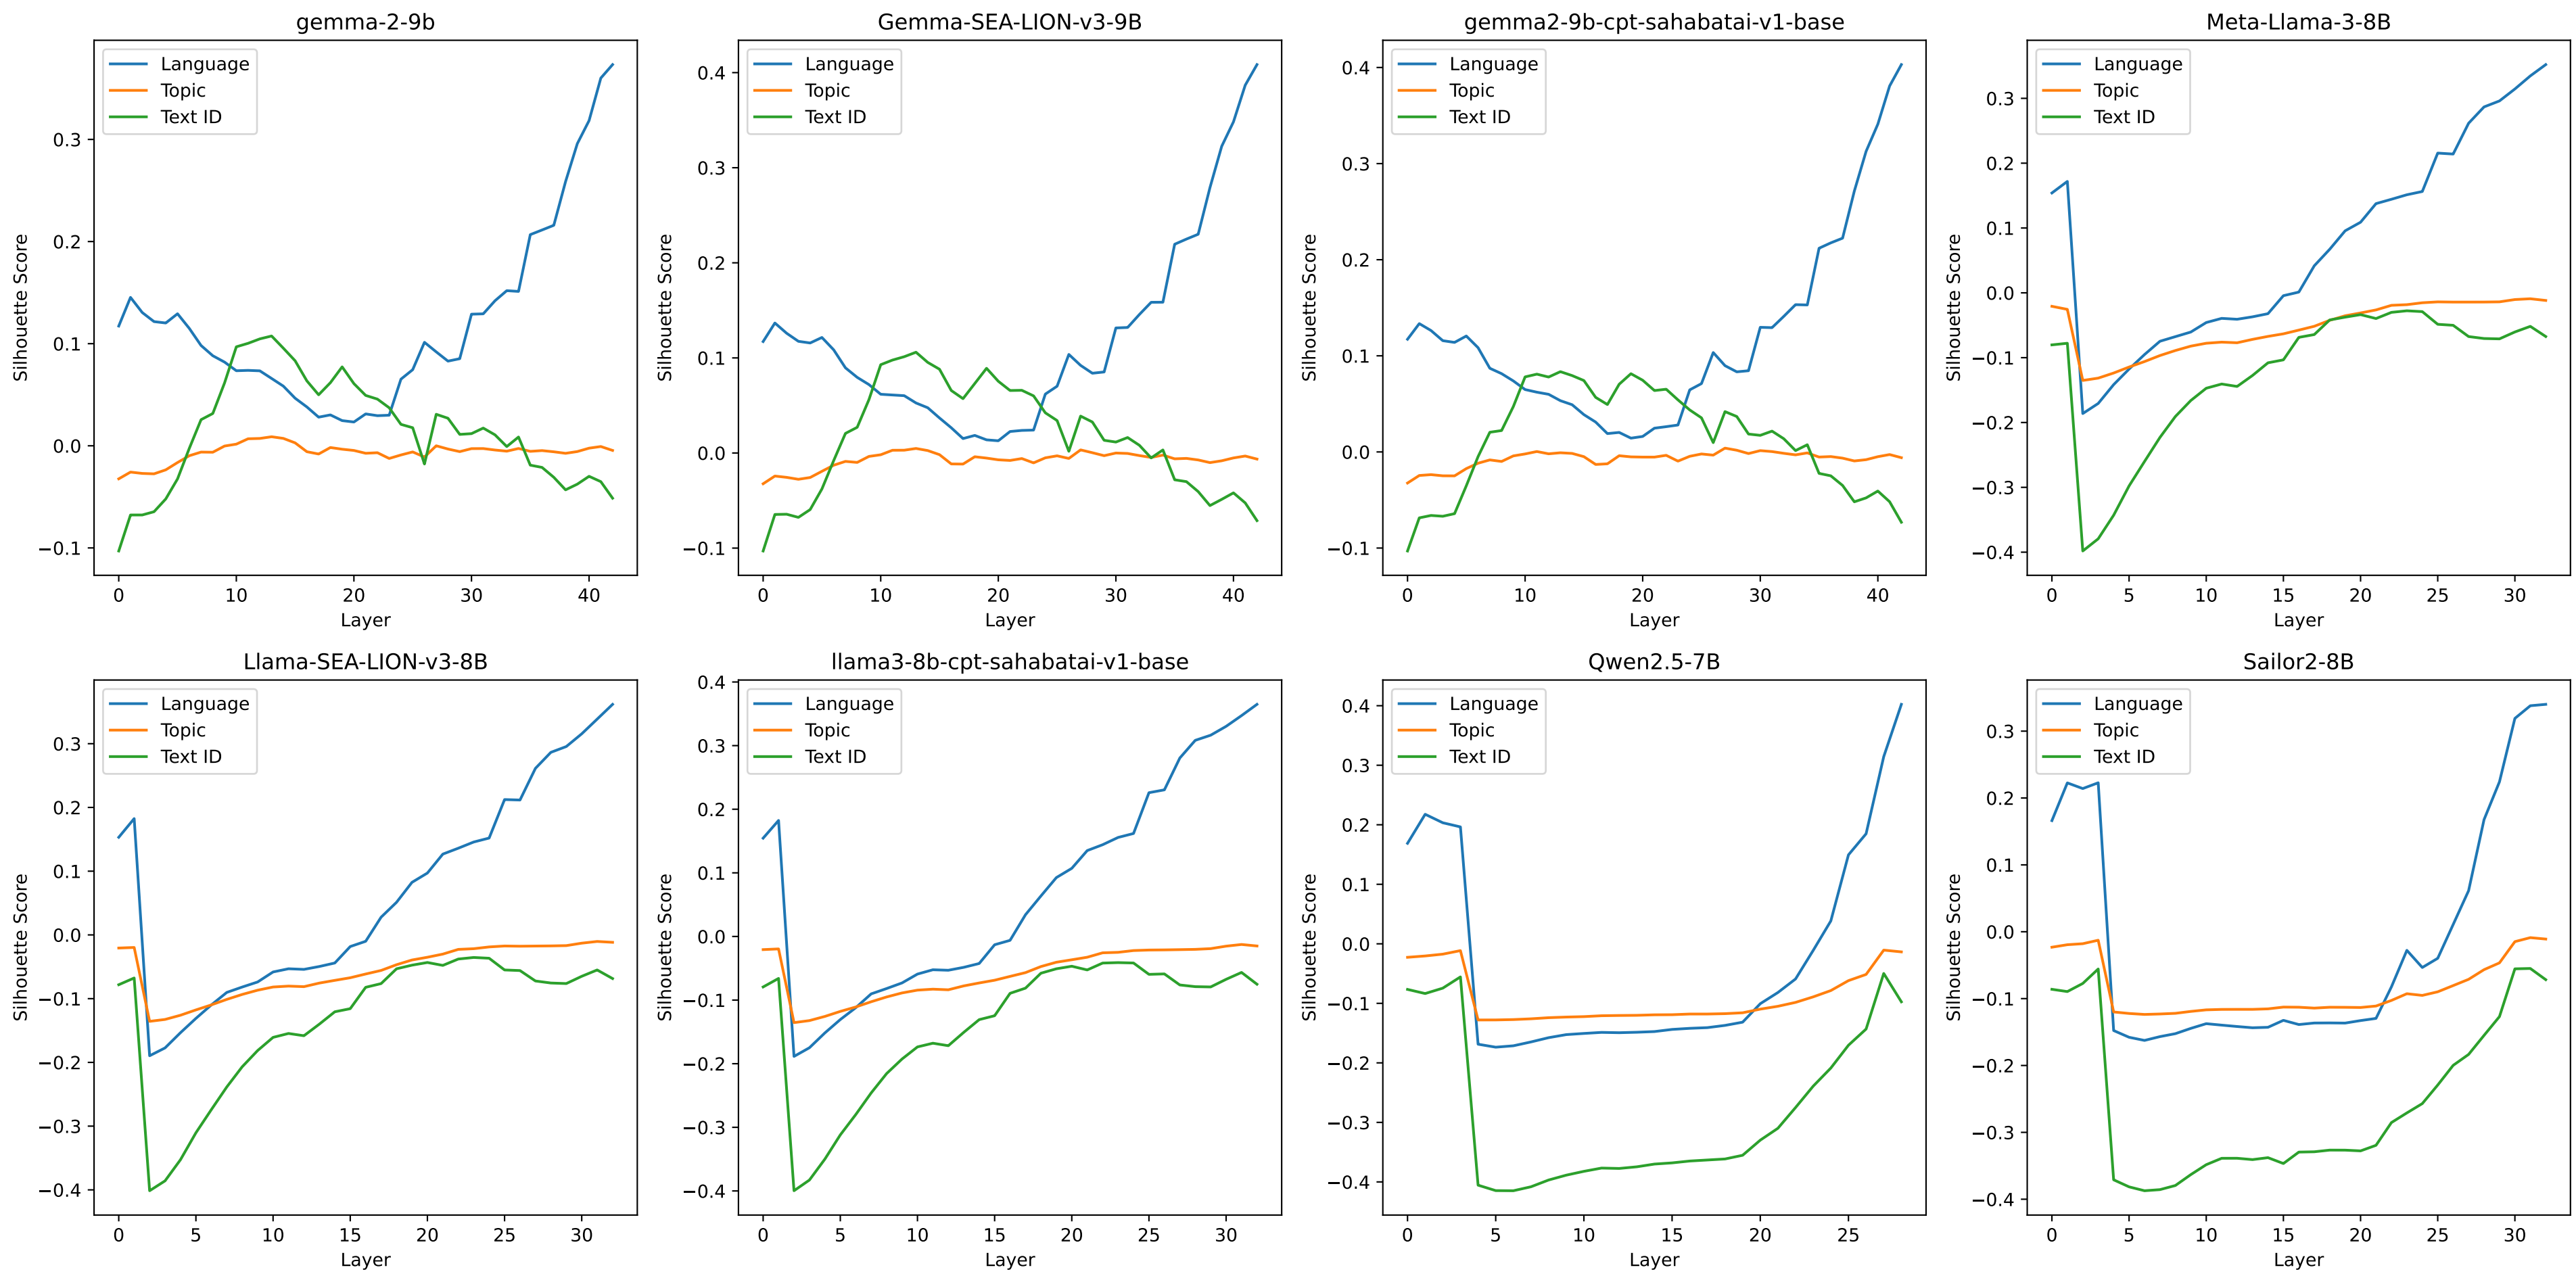 gemma-2-9b
Language
Topic
Text ID
0.3
0.2
0.1
0.0
−0.1
Silhouette Score
0 10 20 30 40
Layer
Gemma-SEA-LION-v3-9B
Language
Topic
Text ID
0.4
0.3
0.2
0.1
0.0
−0.1
Silhouette Score
0 10 20 30 40
Layer
gemma2-9b-cpt-sahabatai-v1-base
Language
Topic
Text ID
0.4
0.3
0.2
0.1
0.0
−0.1
Silhouette Score
0 10 20 30 40
Layer
Meta-Llama-3-8B
Language
Topic
Text ID
0.3
0.2
0.1
0.0
−0.1
−0.2
−0.3
−0.4
Silhouette Score
0 5 10 15 20 25 30
Layer
Llama-SEA-LION-v3-8B
Language
Topic
Text ID
0.3
0.2
0.1
0.0
−0.1
−0.2
−0.3
−0.4
Silhouette Score
0 5 10 15 20 25 30
Layer
llama3-8b-cpt-sahabatai-v1-base
Language
Topic
Text ID
0.4
0.3
0.2
0.1
0.0
−0.1
−0.2
−0.3
−0.4
Silhouette Score
0 5 10 15 20 25 30
Layer
Qwen2.5-7B
Language
Topic
Text ID
0.4
0.3
0.2
0.1
0.0
−0.1
−0.2
−0.3
−0.4
Silhouette Score
0 5 10 15 20 25
Layer
Sailor2-8B
Language
Topic
Text ID
0.3
0.2
0.1
0.0
−0.1
−0.2
−0.3
−0.4
Silhouette Score
0 5 10 15 20 25 30
Layer